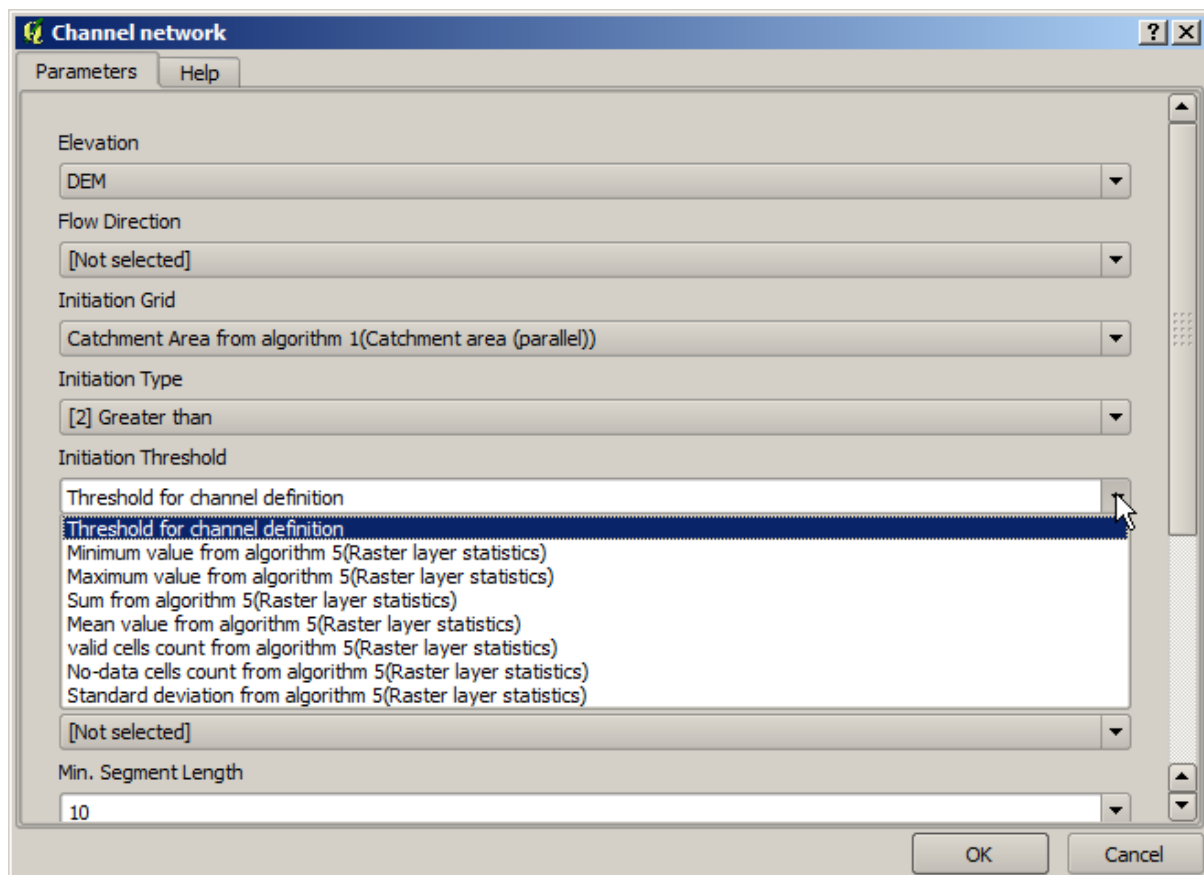 Channel network
? X
Parameters Help
Elevation
DEM
Flow Direction
[Not selected]
Initiation Grid
Catchment Area from algorithm 1(Catchment area (parallel))
Initiation Type
[2] Greater than
Initiation Threshold
Threshold for channel definition
Threshold for channel definition
Minimum value from algorithm 5(Raster layer statistics)
Maximum value from algorithm 5(Raster layer statistics)
Sum from algorithm 5(Raster layer statistics)
Mean value from algorithm 5(Raster layer statistics)
valid cells count from algorithm 5(Raster layer statistics)
No-data cells count from algorithm 5(Raster layer statistics)
Standard deviation from algorithm 5(Raster layer statistics)
[Not selected]
Min. Segment Length
10
OK Cancel